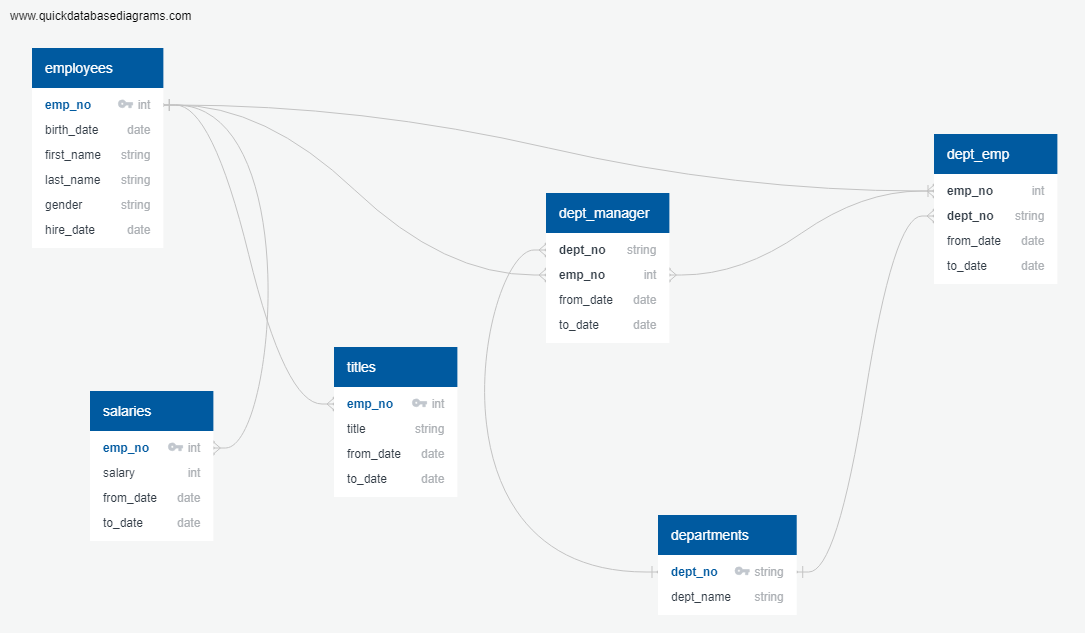 www.quickdatabasediagrams.com
employees
emp_no int
birth_date date
first_name string
last_name string
gender string
hire_date date
dept_emp
emp_no int
dept_no string
from_date date
to_date date
dept_manager
dept_no string
emp_no int
from_date date
to_date date
titles
emp_no int
title string
from_date date
to_date date
salaries
emp_no int
salary int
from_date date
to_date date
departments
dept_no string
dept_name string